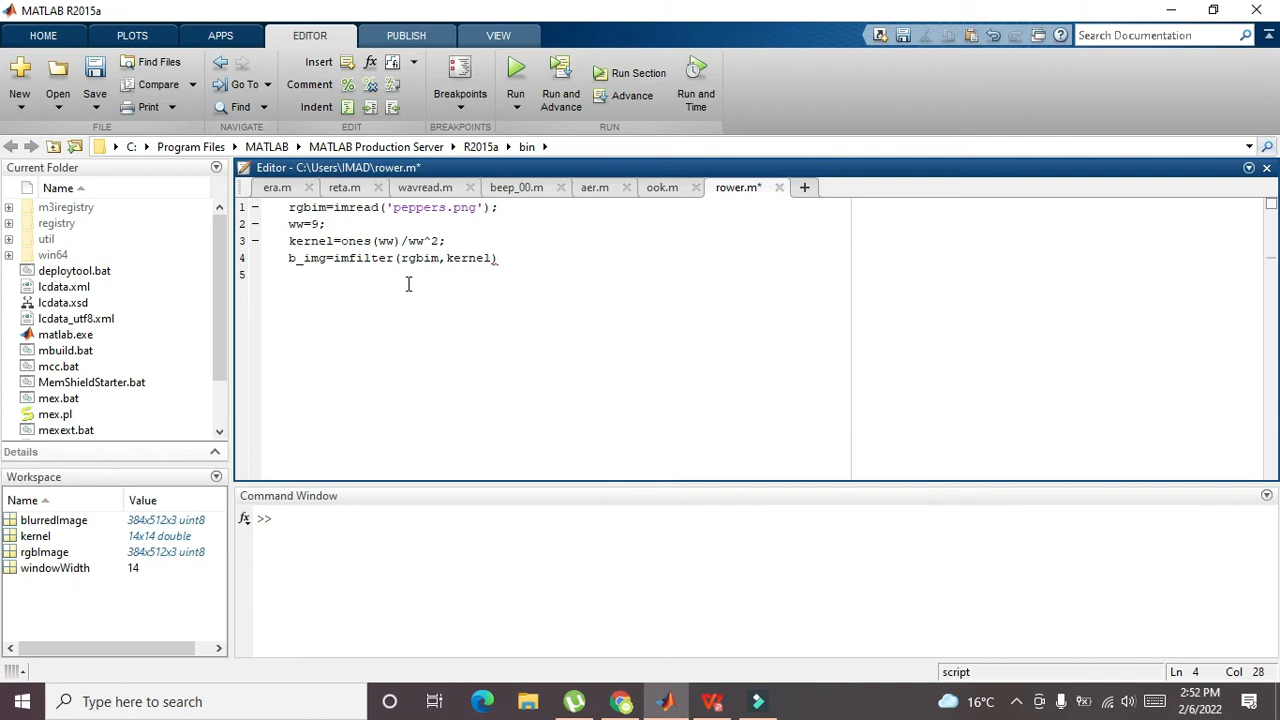 MATLAB R2015a
HOME PLOTS APPS EDITOR PUBLISH VIEW Search Documentation
New Open Save Find Files Compare Print
Go To Find
Insert Comment Indent
Breakpoints
Run Run and Advance Run Section Advance Run and Time
FILE NAVIGATE EDIT BREAKPOINTS RUN
C: Program Files MATLAB MATLAB Production Server R2015a bin
Current Folder
Name
m3iregistry
registry
util
win64
deploytool.bat
lcdata.xml
lcdata.xsd
lcdata_utf8.xml
matlab.exe
mbuild.bat
mcc.bat
MemShieldStarter.bat
mex.bat
mex.pl
mexext.bat
Details
Workspace
Name Value
blurredImage 384x512x3 uint8
kernel 14x14 double
rgbImage 384x512x3 uint8
windowWidth 14
Editor - C:\Users\IMAD\rower.m*
era.m reta.m wavread.m beep_00.m aer.m ook.m rower.m*
1 rgbim=imread('peppers.png');
2 ww=9;
3 kernel=ones(ww)/ww^2;
4 b_img=imfilter(rgbim,kernel)
5
Command Window
fx >>
script Ln 4 Col 28
Type here to search 16°C 2:52 PM
2/6/2022